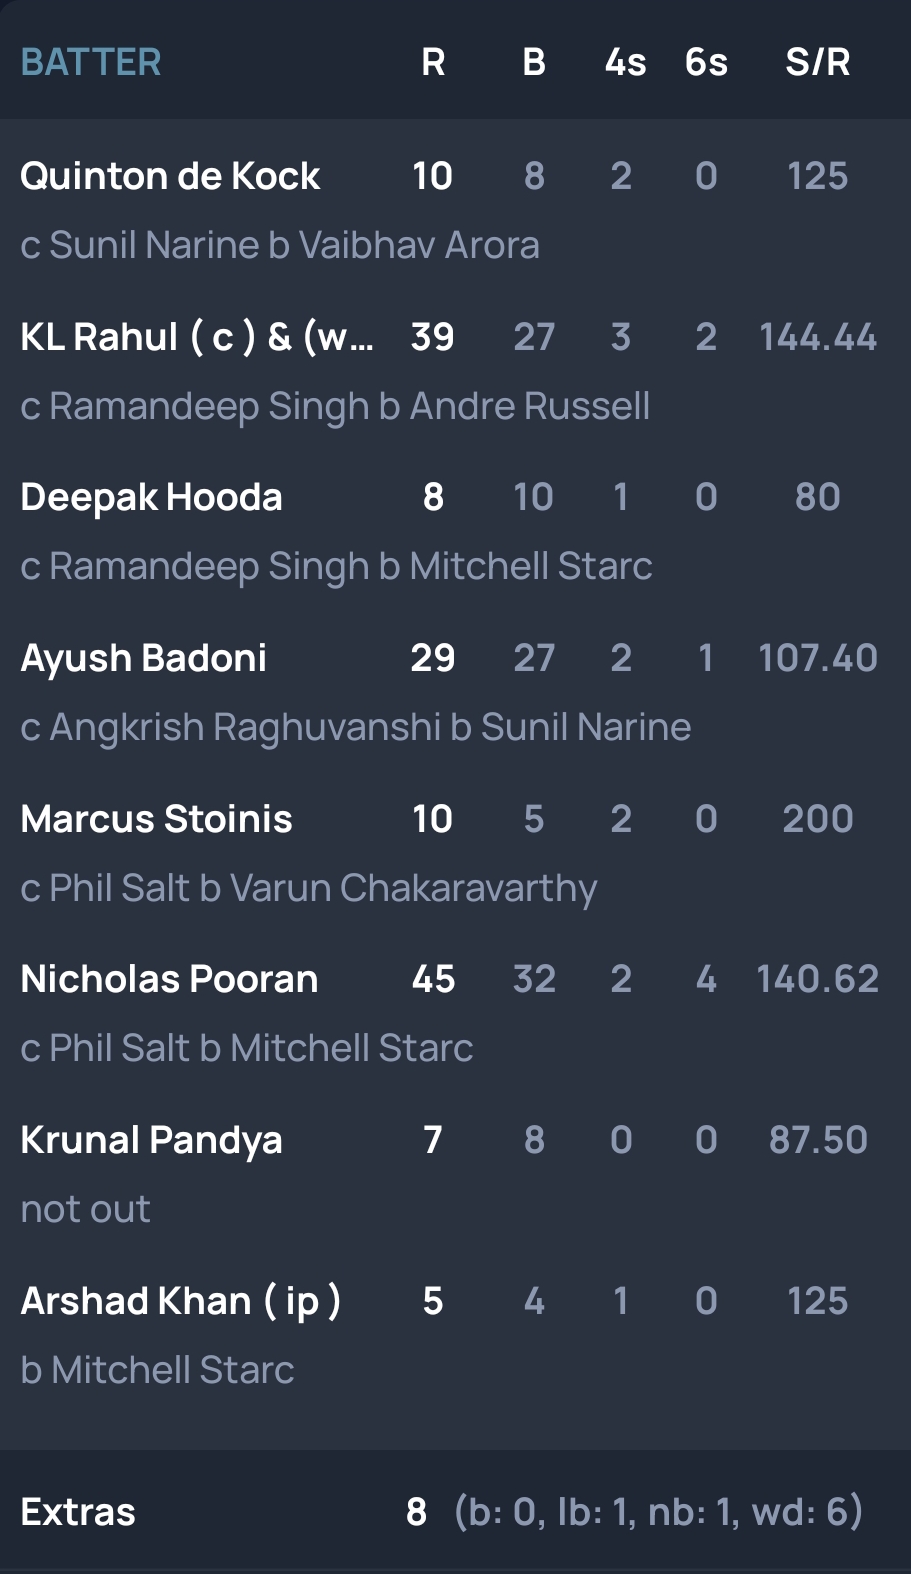 BATTER R B 4s 6s S/R
Quinton de Kock 10 8 2 0 125
c Sunil Narine b Vaibhav Arora
KL Rahul ( c ) & (w... 39 27 3 2 144.44
c Ramandeep Singh b Andre Russell
Deepak Hooda 8 10 1 0 80
c Ramandeep Singh b Mitchell Starc
Ayush Badoni 29 27 2 1 107.40
c Angkrish Raghuvanshi b Sunil Narine
Marcus Stoinis 10 5 2 0 200
c Phil Salt b Varun Chakaravarthy
Nicholas Pooran 45 32 2 4 140.62
c Phil Salt b Mitchell Starc
Krunal Pandya 7 8 0 0 87.50
not out
Arshad Khan ( ip ) 5 4 1 0 125
b Mitchell Starc
Extras 8 (b: 0, lb: 1, nb: 1, wd: 6)